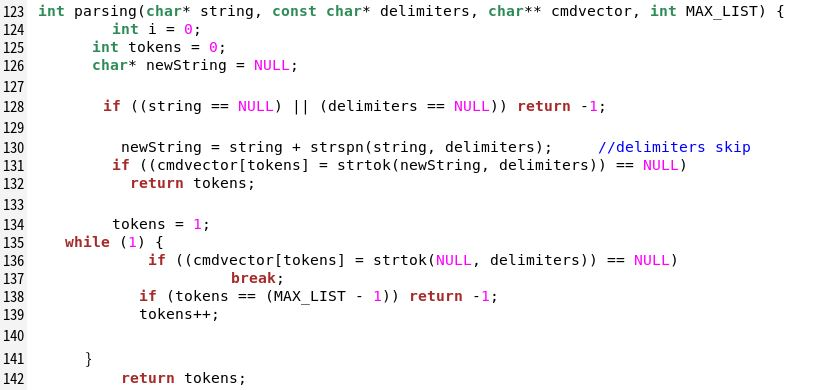 123 int parsing(char* string, const char* delimiters, char** cmdvector, int MAX_LIST) {
124 int i = 0;
125 int tokens = 0;
126 char* newString = NULL;
127
128 if ((string == NULL) || (delimiters == NULL)) return -1;
129
130 newString = string + strspn(string, delimiters); //delimiters skip
131 if ((cmdvector[tokens] = strtok(newString, delimiters)) == NULL)
132 return tokens;
133
134 tokens = 1;
135 while (1) {
136 if ((cmdvector[tokens] = strtok(NULL, delimiters)) == NULL)
137 break;
138 if (tokens == (MAX_LIST - 1)) return -1;
139 tokens++;
140
141 }
142 return tokens;